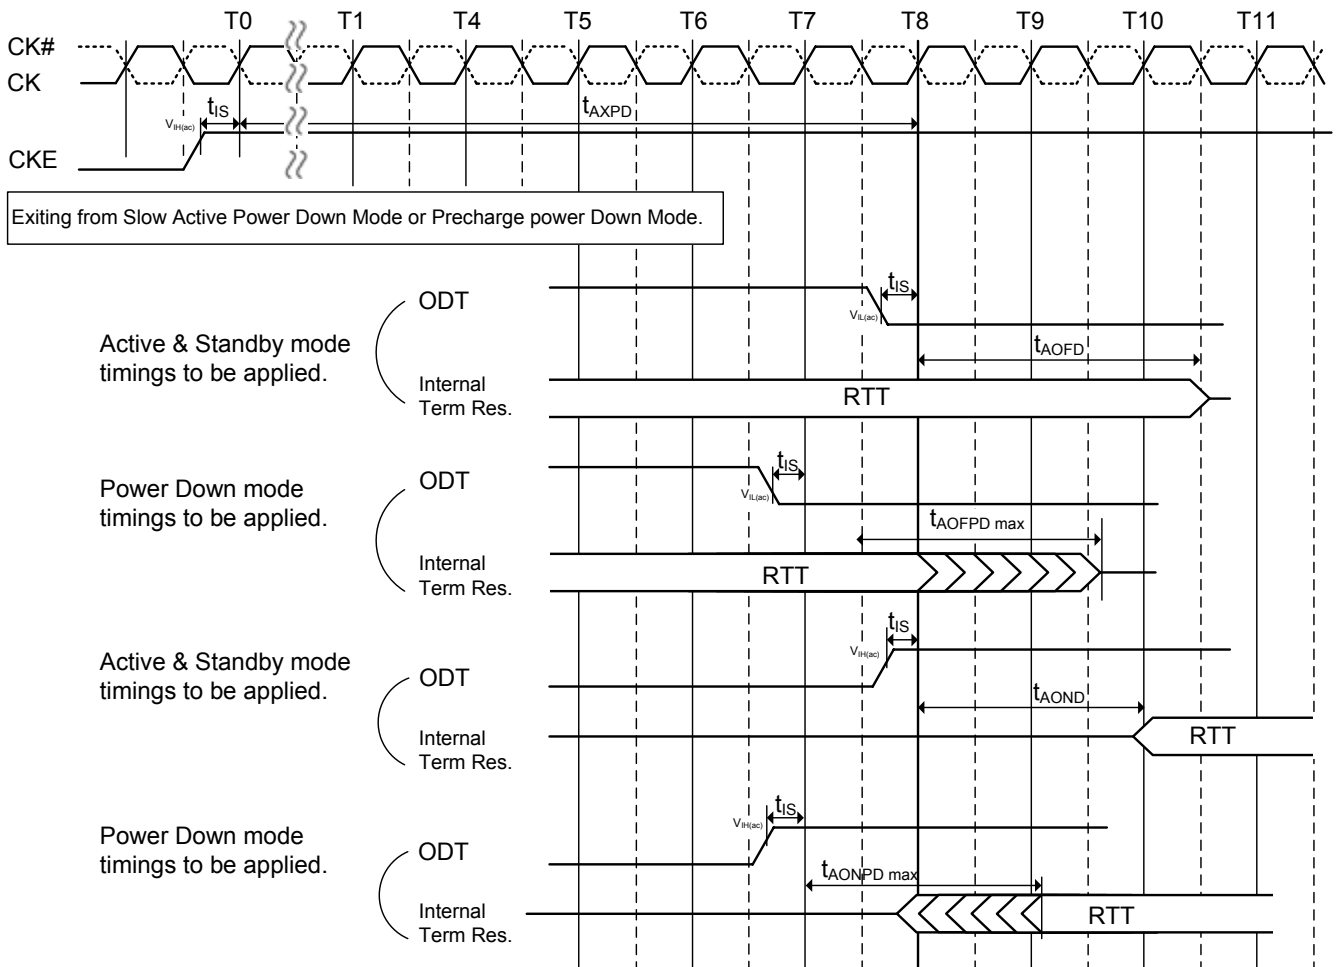 T0 T1 T4 T5 T6 T7 T8 T9 T10 T11
CK#
CK
tIS
tAXPD
VIH(ac)
CKE
Exiting from Slow Active Power Down Mode or Precharge power Down Mode.
ODT
tIS
VIL(ac)
Active & Standby mode
timings to be applied.
tAOFD
Internal
Term Res.
RTT
Power Down mode
timings to be applied.
ODT
tIS
VIL(ac)
tAOFPD max
Internal
Term Res.
RTT
Active & Standby mode
timings to be applied.
ODT
tIS
VIH(ac)
tAOND
Internal
Term Res.
RTT
Power Down mode
timings to be applied.
ODT
tIS
VIH(ac)
tAONPD max
Internal
Term Res.
RTT